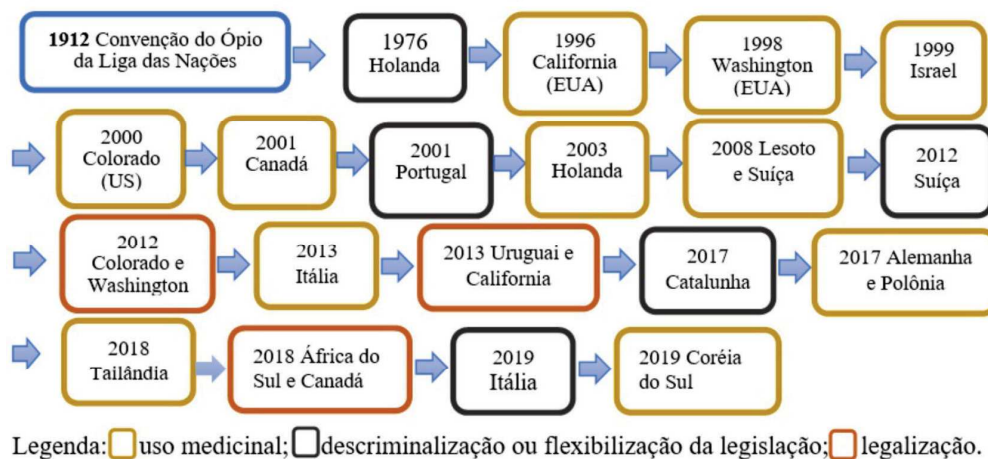 1912 Convenção do Ópio
da Liga das Nações
1976
Holanda
1996
California
(EUA)
1998
Washington
(EUA)
1999
Israel
2000
Colorado
(US)
2001
Canadá
2001
Portugal
2003
Holanda
2008 Lesoto
e Suíça
2012
Suíça
2012
Colorado e
Washington
2013
Itália
2013 Uruguai e
California
2017
Catalunha
2017 Alemanha
e Polônia
2018
Tailândia
2018 África do
Sul e Canadá
2019
Itália
2019 Coréia
do Sul
Legenda: uso medicinal; descriminalização ou flexibilização da legislação; legalização.